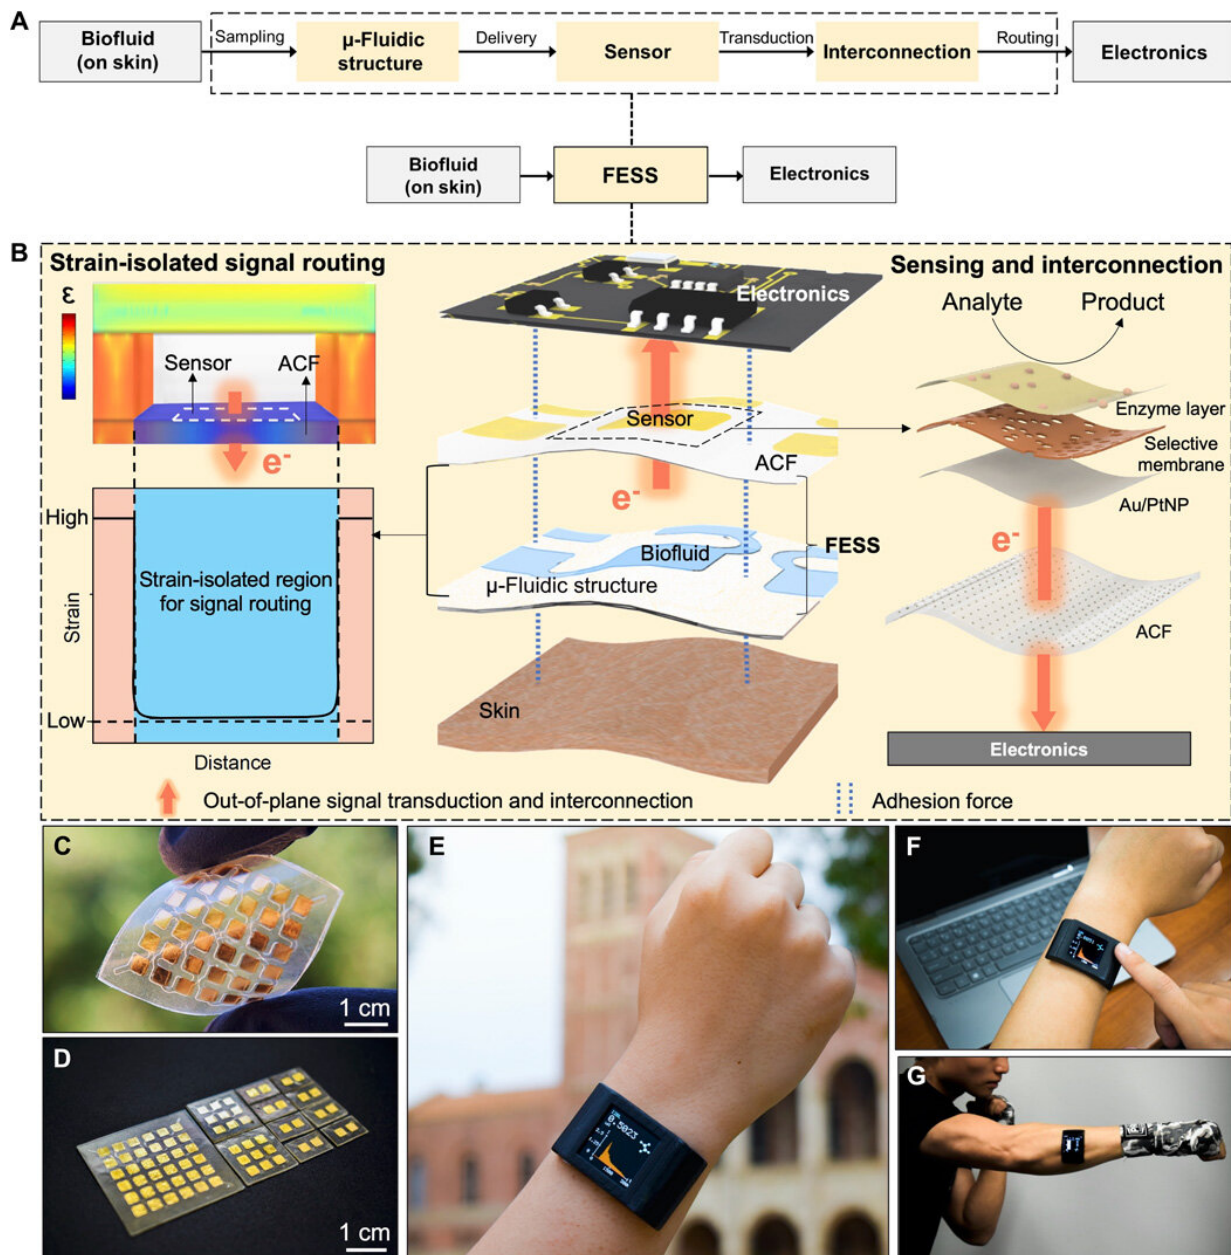 A
Biofluid
(on skin)
Sampling
μ-Fluidic
structure
Delivery
Sensor
Transduction
Interconnection
Routing
Electronics
Biofluid
(on skin)
FESS
Electronics
B
Strain-isolated signal routing
ε
Sensor
ACF
e-
High
Strain-isolated region
for signal routing
Strain
Low
Distance
Electronics
Sensor
ACF
e-
Biofluid
FESS
μ-Fluidic structure
Skin
Sensing and interconnection
Analyte
Product
Enzyme layer
Selective
membrane
Au/PtNP
e-
ACF
Electronics
Out-of-plane signal transduction and interconnection
Adhesion force
C
1 cm
D
1 cm
E
0.5023
F
G